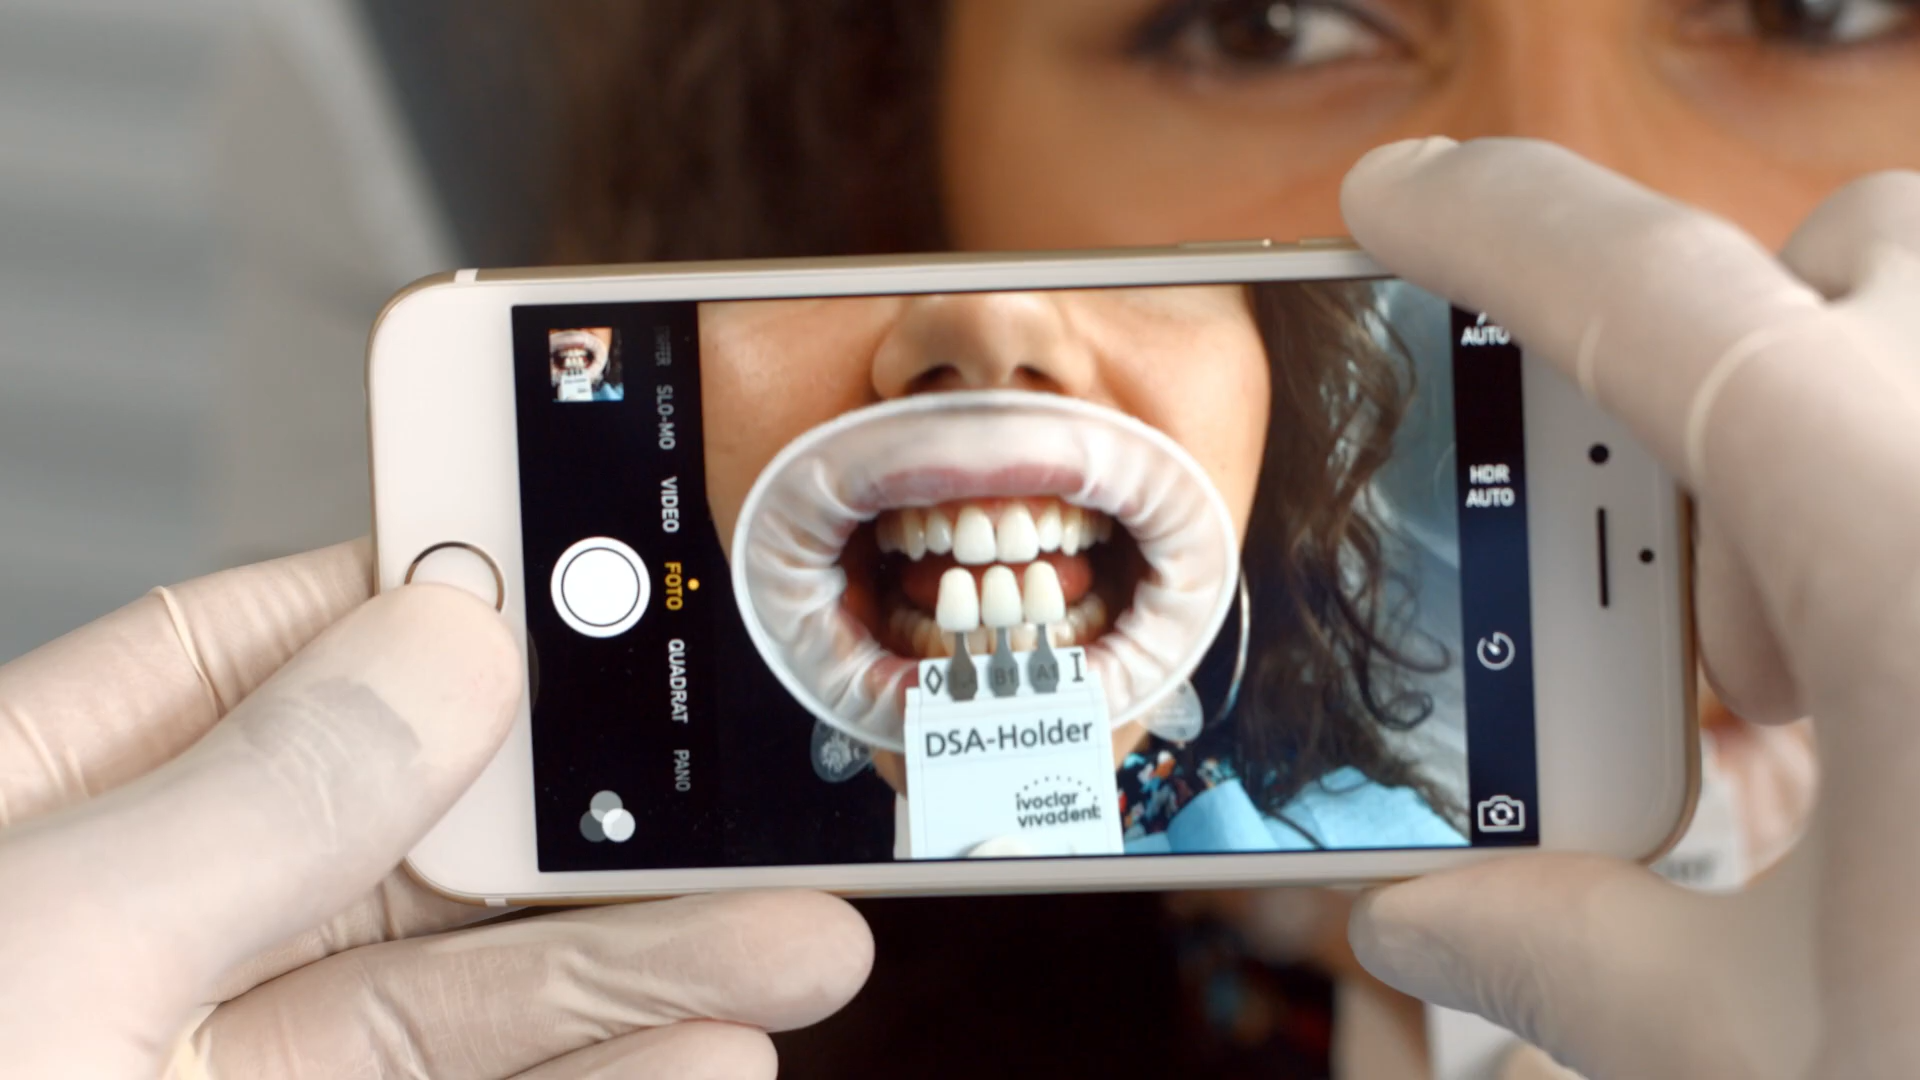 SLO-MO
VIDEO
FOTO
QUADRAT
PANO
B1
A1
I
DSA-Holder
ivoclar
vivadent
AUTO
HDR
AUTO